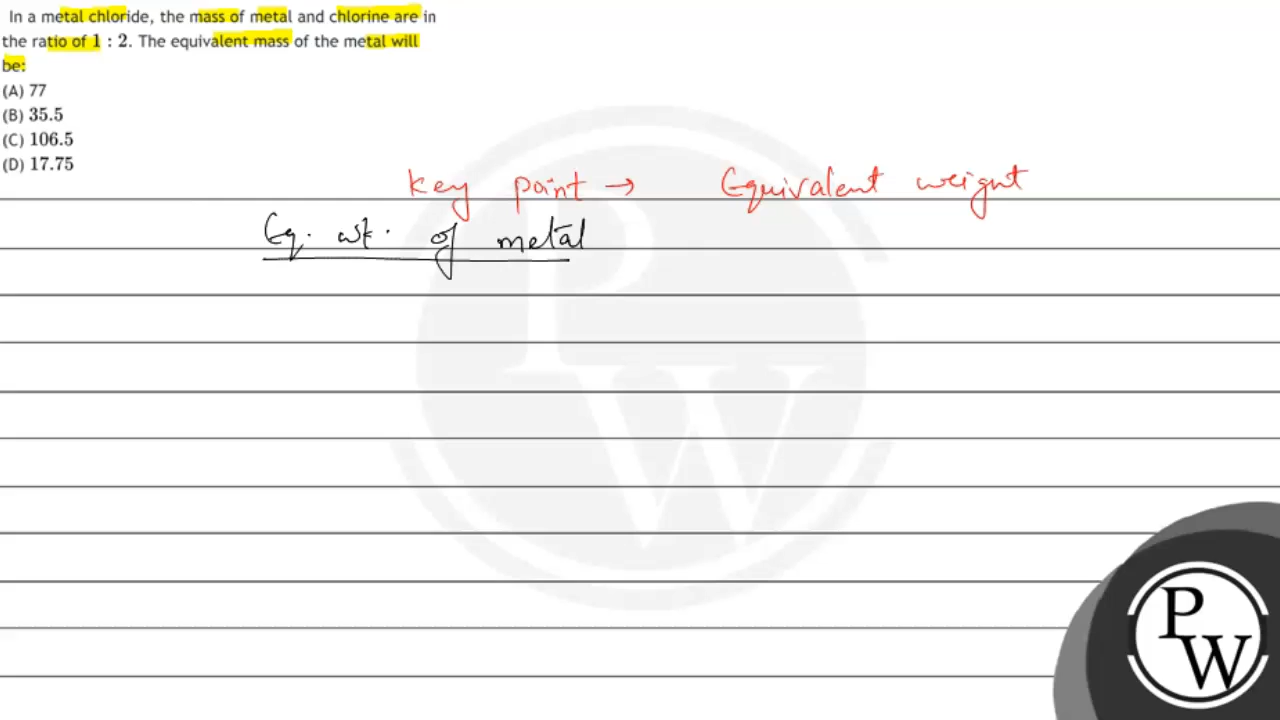 In a metal chloride, the mass of metal and chlorine are in
the ratio of 1 : 2. The equivalent mass of the metal will
be:
(A) 77
(B) 35.5
(C) 106.5
(D) 17.75
Key point → Equivalent weight
Eq. wt. of metal
P
W
P
W